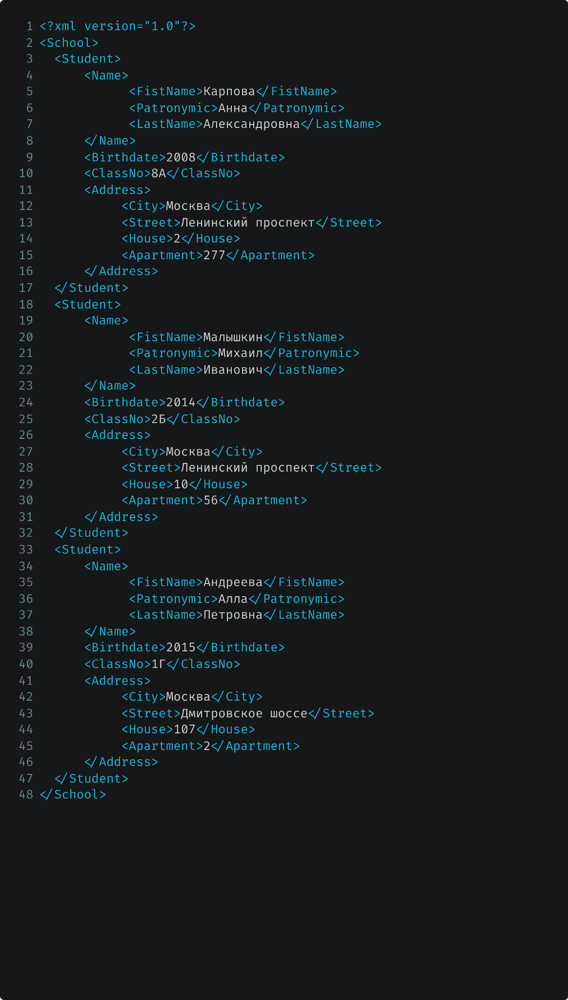 1 <?xml version="1.0"?>
2 <School>
3 <Student>
4 <Name>
5 <FistName>Карпова</FistName>
6 <Patronymic>Анна</Patronymic>
7 <LastName>Александровна</LastName>
8 </Name>
9 <Birthdate>2008</Birthdate>
10 <ClassNo>8А</ClassNo>
11 <Address>
12 <City>Москва</City>
13 <Street>Ленинский проспект</Street>
14 <House>2</House>
15 <Apartment>277</Apartment>
16 </Address>
17 </Student>
18 <Student>
19 <Name>
20 <FistName>Малышкин</FistName>
21 <Patronymic>Михаил</Patronymic>
22 <LastName>Иванович</LastName>
23 </Name>
24 <Birthdate>2014</Birthdate>
25 <ClassNo>2Б</ClassNo>
26 <Address>
27 <City>Москва</City>
28 <Street>Ленинский проспект</Street>
29 <House>10</House>
30 <Apartment>56</Apartment>
31 </Address>
32 </Student>
33 <Student>
34 <Name>
35 <FistName>Андреева</FistName>
36 <Patronymic>Алла</Patronymic>
37 <LastName>Петровна</LastName>
38 </Name>
39 <Birthdate>2015</Birthdate>
40 <ClassNo>1Г</ClassNo>
41 <Address>
42 <City>Москва</City>
43 <Street>Дмитровское шоссе</Street>
44 <House>107</House>
45 <Apartment>2</Apartment>
46 </Address>
47 </Student>
48 </School>